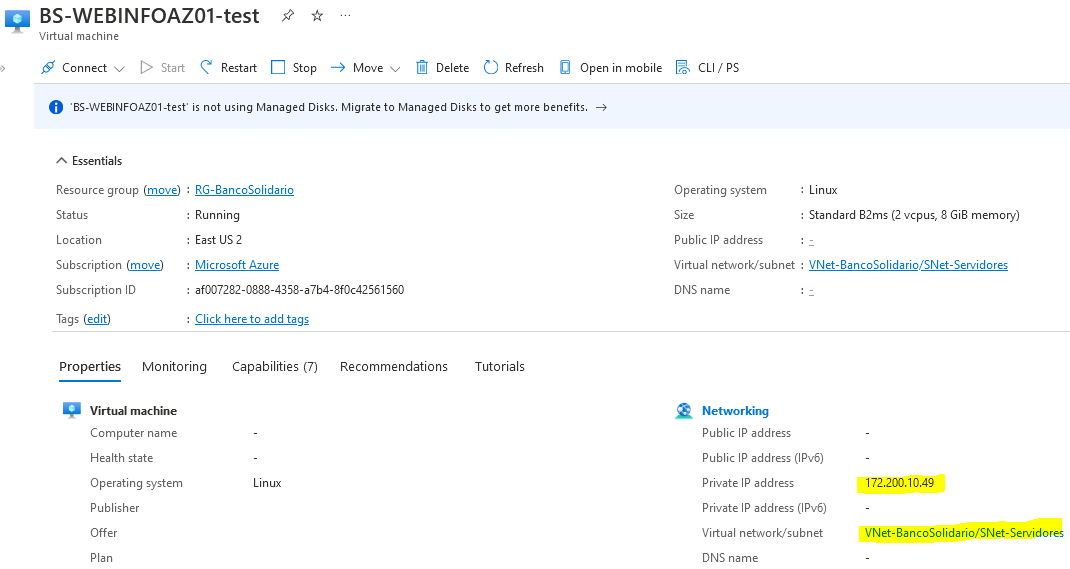 BS-WEBINFOAZ01-test
Virtual machine
Connect Start Restart Stop Move Delete Refresh Open in mobile CLI / PS
'BS-WEBINFOAZ01-test' is not using Managed Disks. Migrate to Managed Disks to get more benefits. →
Essentials
Resource group (move) : RG-BancoSolidario
Status : Running
Location : East US 2
Subscription (move) : Microsoft Azure
Subscription ID : af007282-0888-4358-a7b4-8f0c42561560
Tags (edit) : Click here to add tags
Operating system : Linux
Size : Standard B2ms (2 vcpus, 8 GiB memory)
Public IP address : -
Virtual network/subnet : VNet-BancoSolidario/SNet-Servidores
DNS name : -
Properties Monitoring Capabilities (7) Recommendations Tutorials
Virtual machine
Computer name -
Health state -
Operating system Linux
Publisher
Offer
Plan
Networking
Public IP address -
Public IP address (IPv6) -
Private IP address 172.200.10.49
Private IP address (IPv6) -
Virtual network/subnet VNet-BancoSolidario/SNet-Servidores
DNS name -